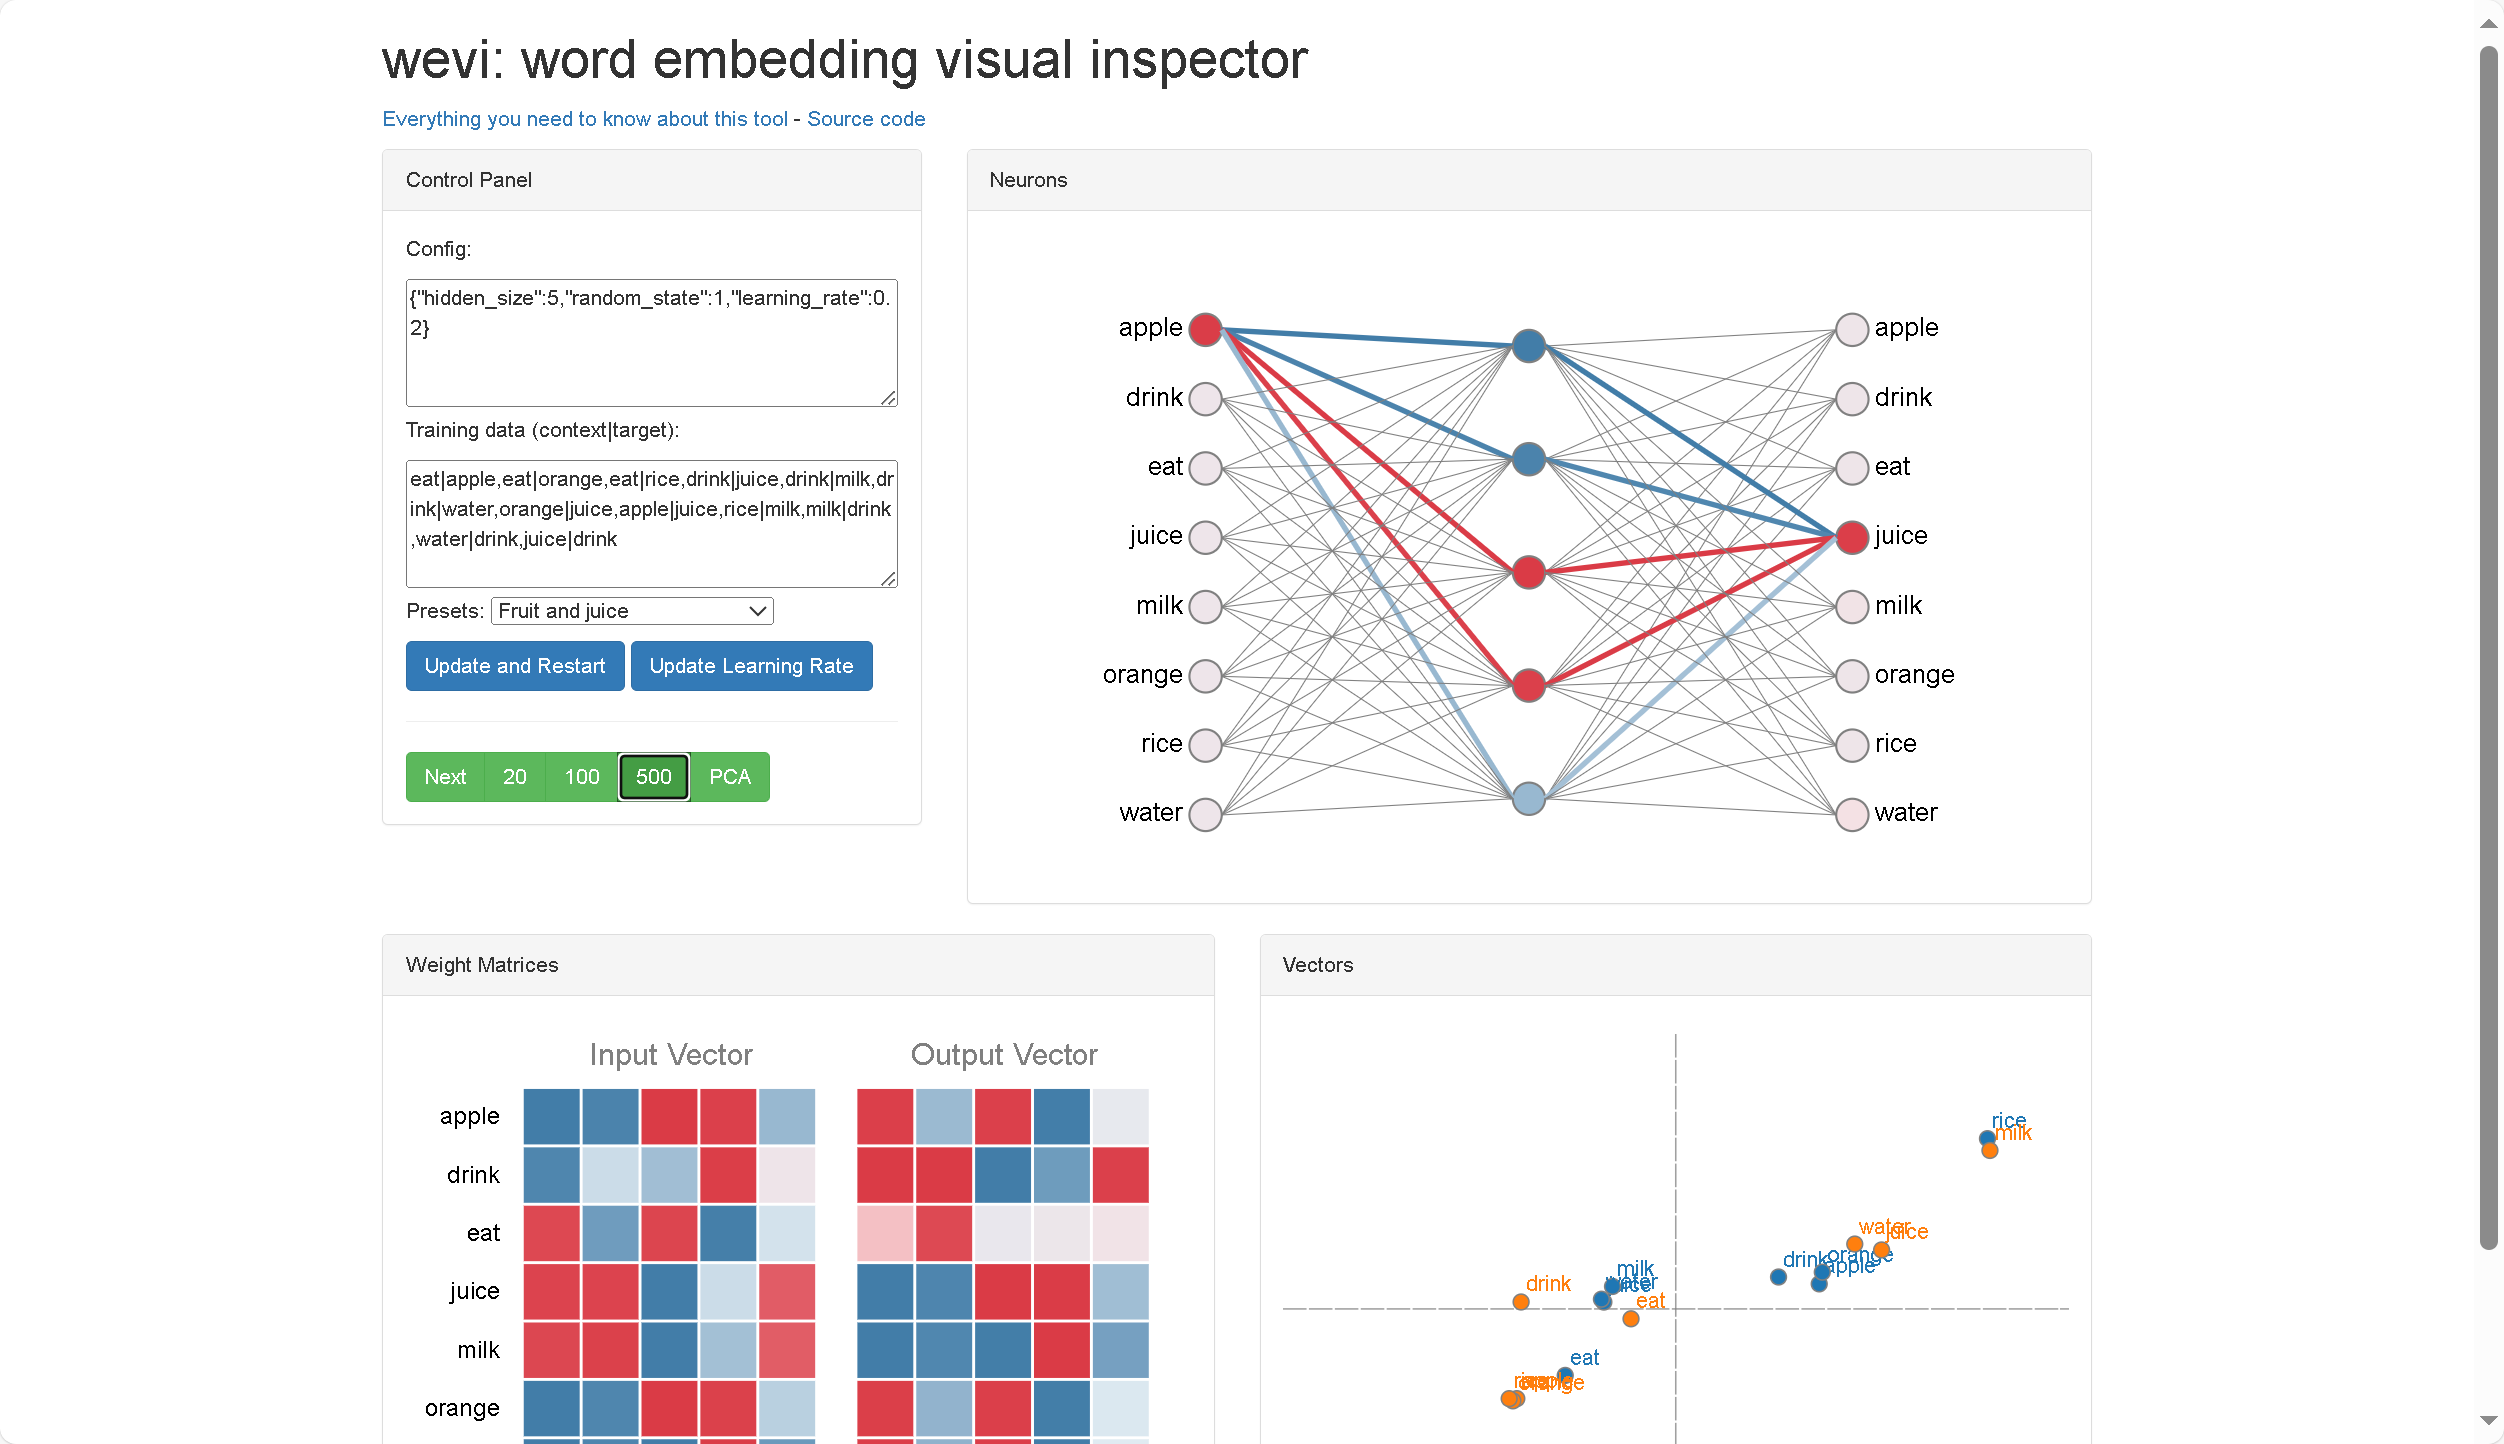 wevi: word embedding visual inspector
Everything you need to know about this tool - Source code
Control Panel
Config:
{"hidden_size":5,"random_state":1,"learning_rate":0.
2}
Training data (context|target):
eat|apple,eat|orange,eat|rice,drink|juice,drink|milk,dr
ink|water,orange|juice,apple|juice,rice|milk,milk|drink
,water|drink,juice|drink
Presets: Fruit and juice
Update and Restart Update Learning Rate
Next 20 100 500 PCA
Neurons
apple apple
drink drink
eat eat
juice juice
milk milk
orange orange
rice rice
water water
Weight Matrices
Input Vector Output Vector
apple
drink
eat
juice
milk
orange
Vectors
rice
milk
water
juice
drink
orange
apple
milk
water
juice
drink
eat
eat
rice
apple
orange